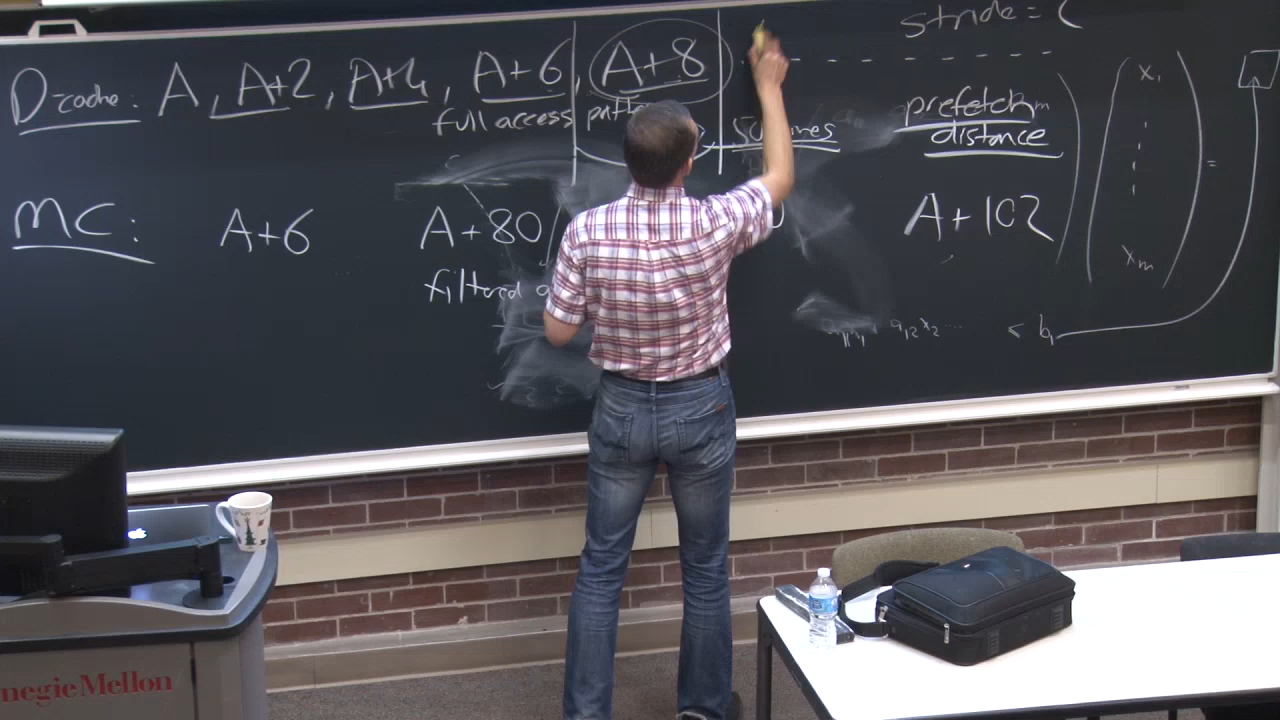 stride =
D-cache: A, A+2, A+4, A+6, A+8 - - - - - - - -
full access
prefetch
distance
MC: A+6 A+80 A+102
filtered
x₁
xₘ
=
a₁₂ x₂ ... < b₁
Carnegie Mellon